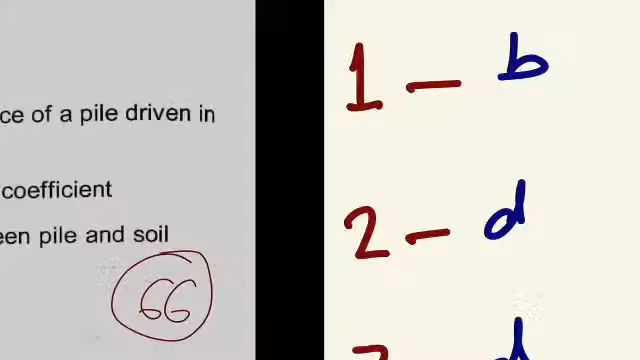 ce of a pile driven in
coefficient
een pile and soil
66
1 - b
2 - d